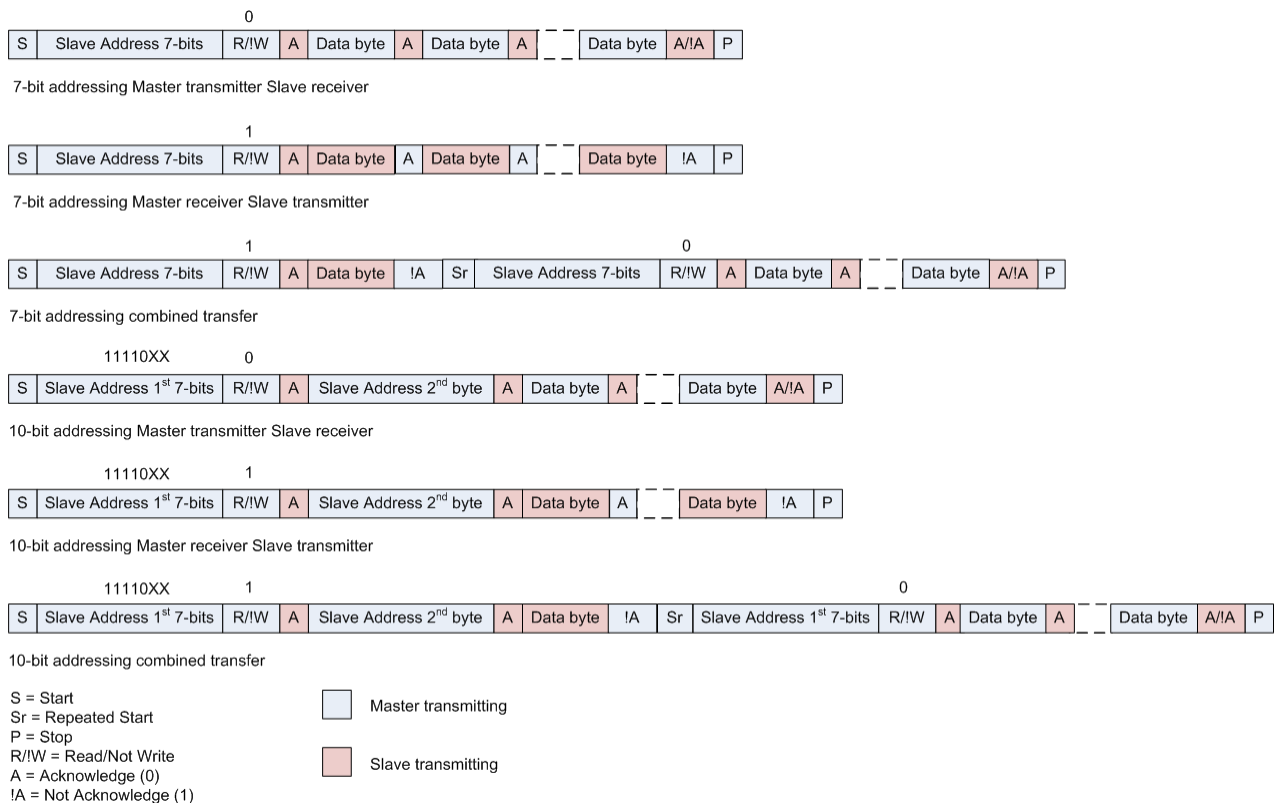 0
S Slave Address 7-bits R/!W A Data byte A Data byte A Data byte A/!A P
7-bit addressing Master transmitter Slave receiver
1
S Slave Address 7-bits R/!W A Data byte A Data byte A Data byte !A P
7-bit addressing Master receiver Slave transmitter
1 0
S Slave Address 7-bits R/!W A Data byte !A Sr Slave Address 7-bits R/!W A Data byte A Data byte A/!A P
7-bit addressing combined transfer
11110XX 0
S Slave Address 1st 7-bits R/!W A Slave Address 2nd byte A Data byte A Data byte A/!A P
10-bit addressing Master transmitter Slave receiver
11110XX 1
S Slave Address 1st 7-bits R/!W A Slave Address 2nd byte A Data byte A Data byte !A P
10-bit addressing Master receiver Slave transmitter
11110XX 1 0
S Slave Address 1st 7-bits R/!W A Slave Address 2nd byte A Data byte !A Sr Slave Address 1st 7-bits R/!W A Data byte A Data byte A/!A P
10-bit addressing combined transfer
S = Start
Sr = Repeated Start
P = Stop
R/!W = Read/Not Write
A = Acknowledge (0)
!A = Not Acknowledge (1)
Master transmitting
Slave transmitting